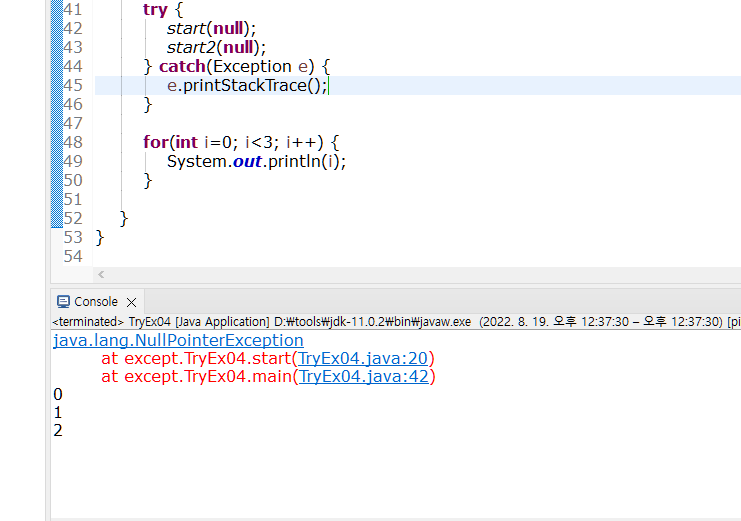 41 try {
42 start(null);
43 start2(null);
44 } catch(Exception e) {
45 e.printStackTrace();
46 }
47
48 for(int i=0; i<3; i++) {
49 System.out.println(i);
50 }
51
52 }
53 }
54
Console
<terminated> TryEx04 [Java Application] D:₩tools₩jdk-11.0.2₩bin₩javaw.exe (2022. 8. 19. 오후 12:37:30 – 오후 12:37:30) [pi
java.lang.NullPointerException
at except.TryEx04.start(TryEx04.java:20)
at except.TryEx04.main(TryEx04.java:42)
0
1
2